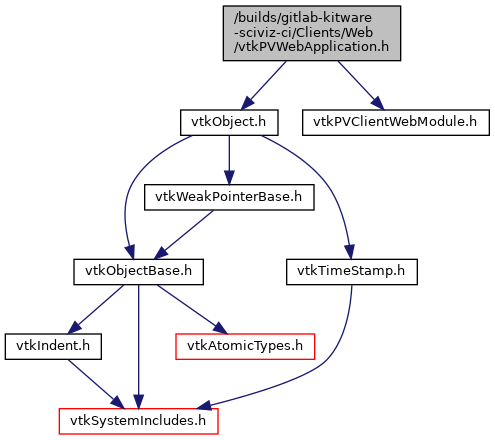 /builds/gitlab-kitware
-sciviz-ci/Clients/Web
/vtkPVWebApplication.h
vtkObject.h
vtkPVClientWebModule.h
vtkWeakPointerBase.h
vtkObjectBase.h
vtkTimeStamp.h
vtkIndent.h
vtkAtomicTypes.h
vtkSystemIncludes.h